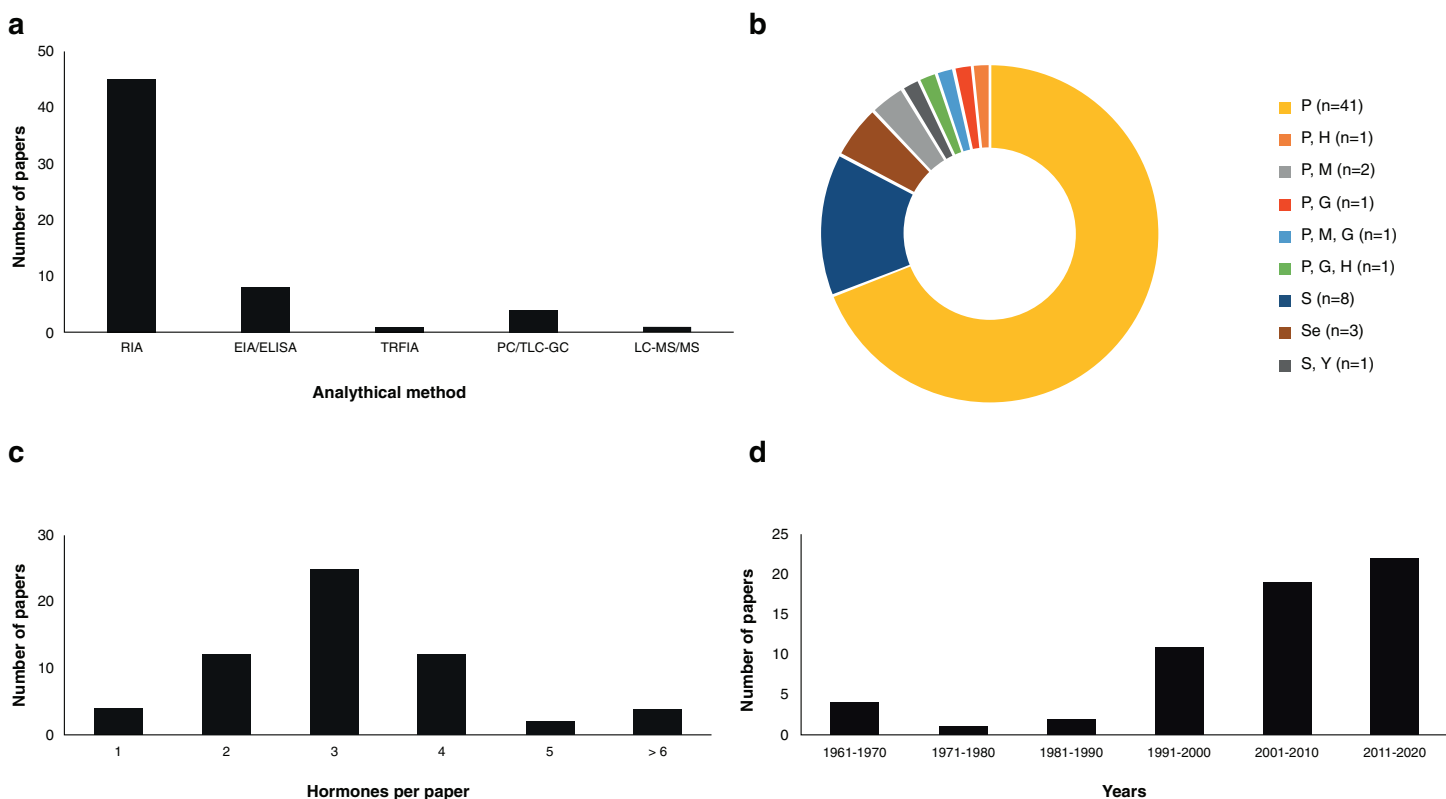 a
Number of papers
50
40
30
20
10
0
RIA
EIA/ELISA
TRFIA
PC/TLC-GC
LC-MS/MS
Analythical method
b
P (n=41)
P, H (n=1)
P, M (n=2)
P, G (n=1)
P, M, G (n=1)
P, G, H (n=1)
S (n=8)
Se (n=3)
S, Y (n=1)
c
Number of papers
30
20
10
0
1
2
3
4
5
> 6
Hormones per paper
d
Number of papers
25
20
15
10
5
0
1961-1970
1971-1980
1981-1990
1991-2000
2001-2010
2011-2020
Years